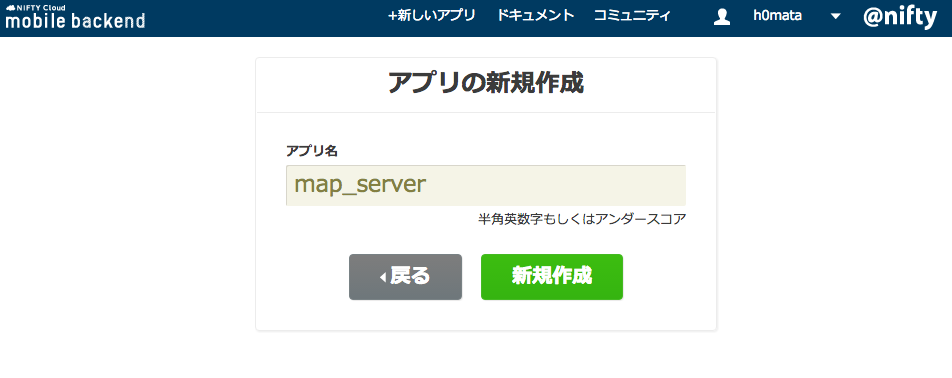 NIFTY Cloud
mobile backend
+新しいアプリ ドキュメント コミュニティ h0mata @nifty
アプリの新規作成
アプリ名
map_server
半角英数字もしくはアンダースコア
戻る 新規作成